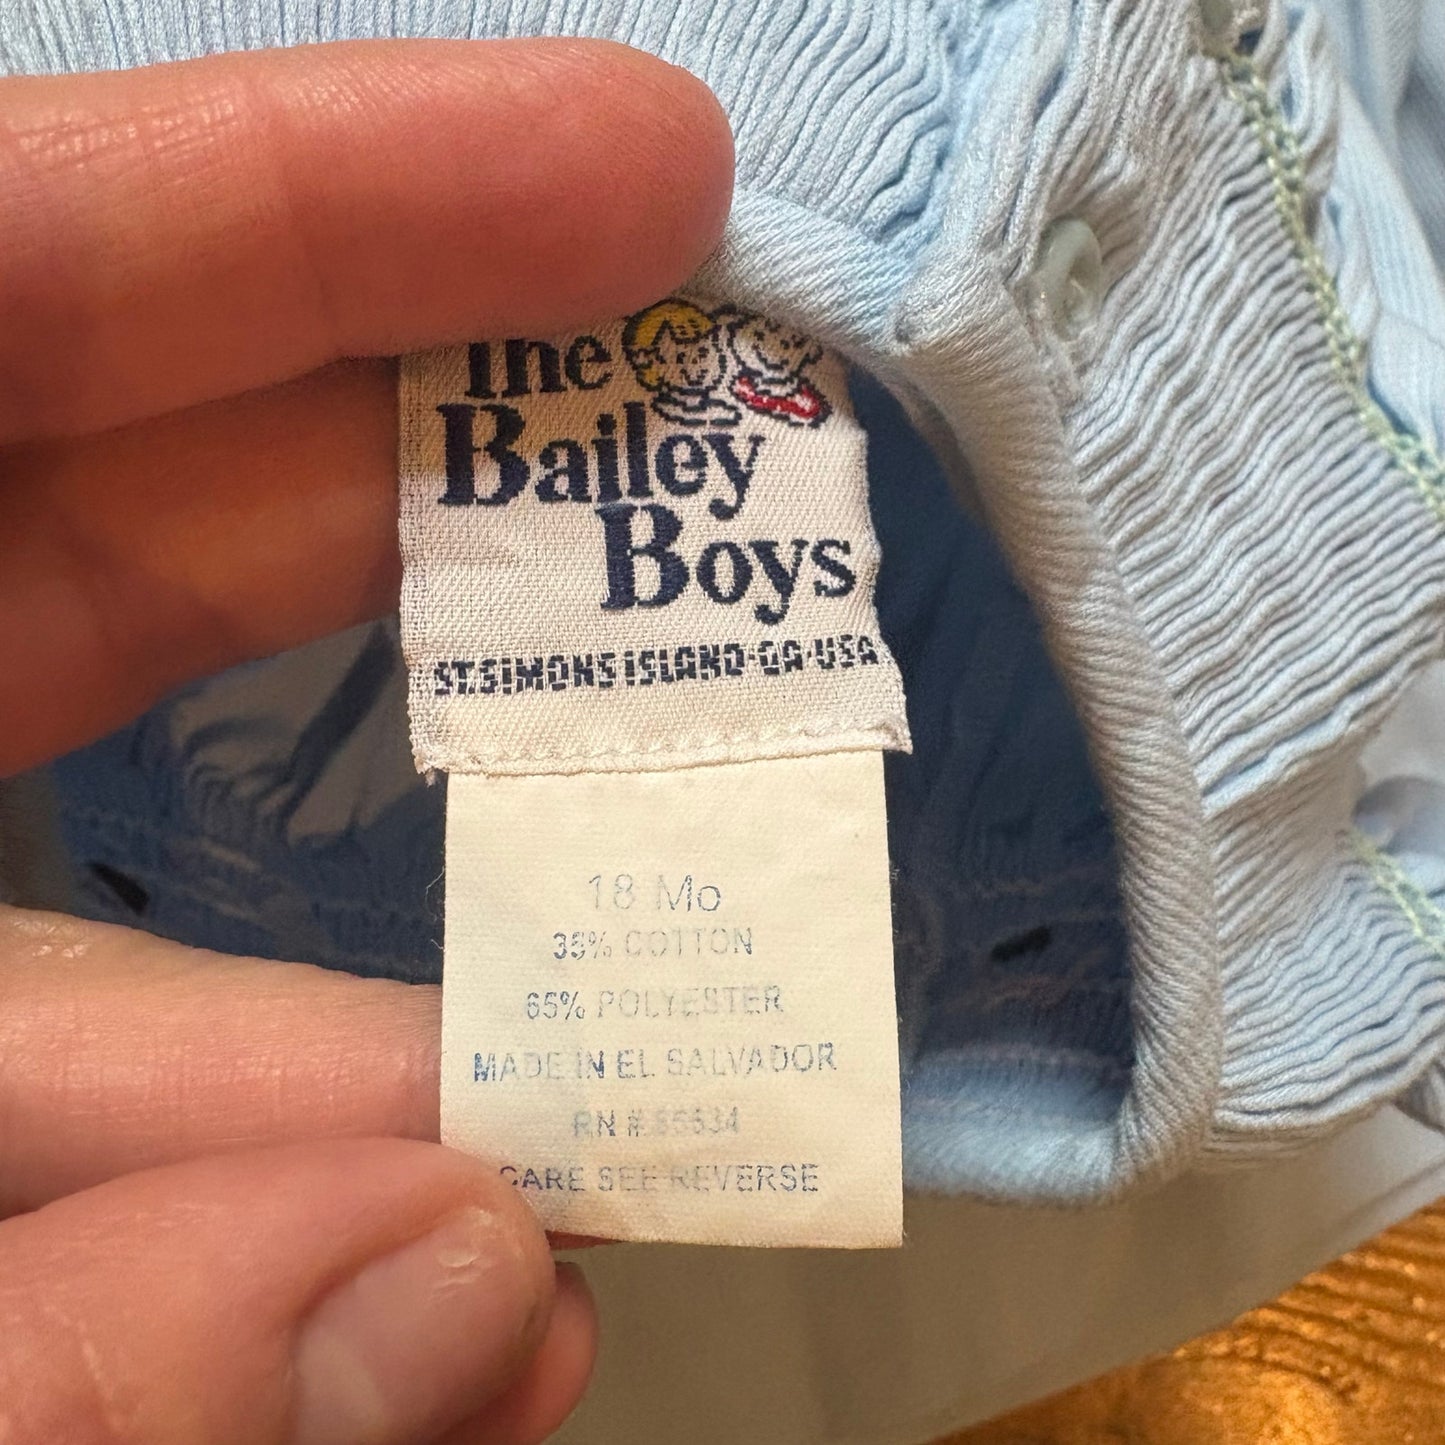 The
Bailey
Boys
ST.SIMONS ISLAND·GA·USA
18 Mo
35% COTTON
65% POLYESTER
MADE IN EL SALVADOR
RN #
CARE SEE REVERSE